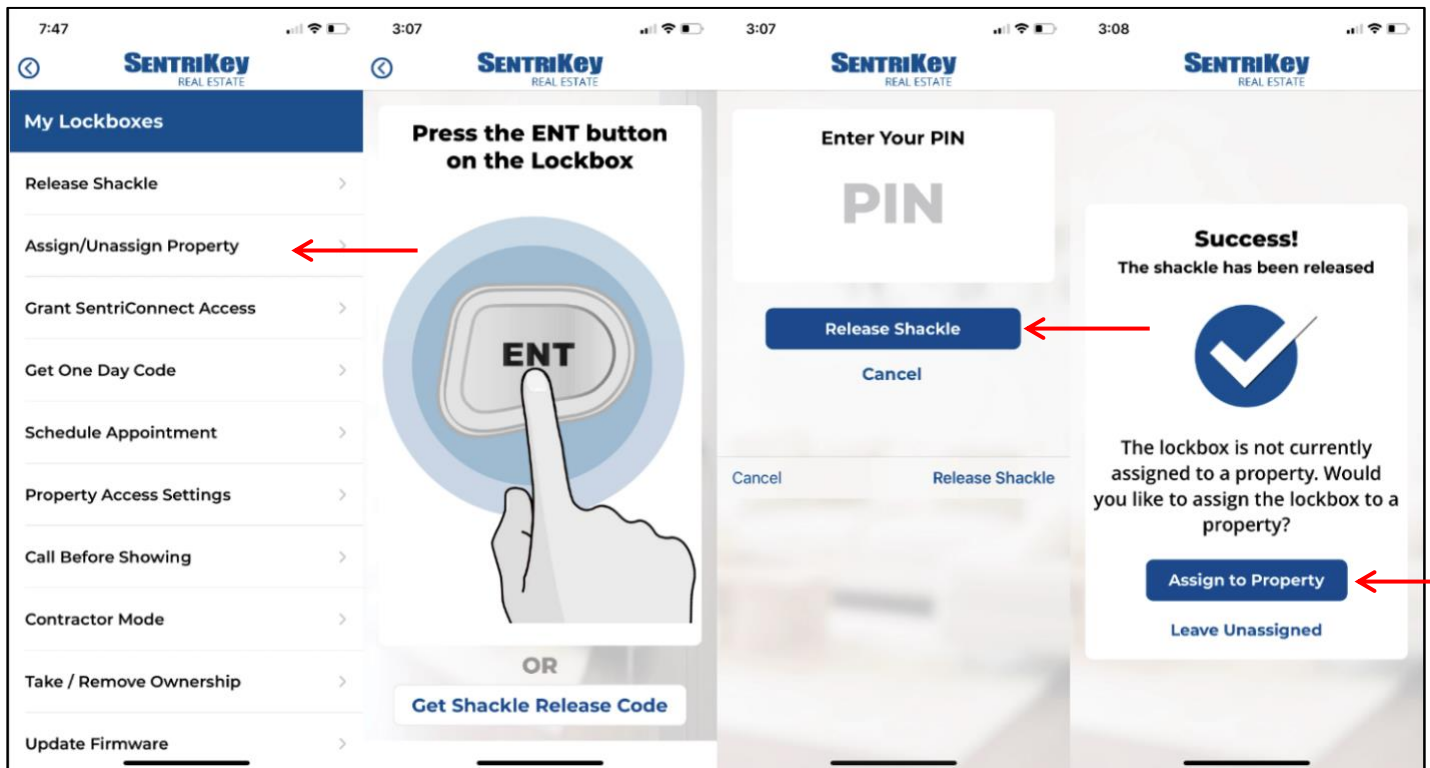 7:47
SENTRIKEY
REAL ESTATE
My Lockboxes
Release Shackle
Assign/Unassign Property
Grant SentriConnect Access
Get One Day Code
Schedule Appointment
Property Access Settings
Call Before Showing
Contractor Mode
Take / Remove Ownership
Update Firmware
3:07
SENTRIKEY
REAL ESTATE
Press the ENT button
on the Lockbox
ENT
OR
Get Shackle Release Code
3:07
SENTRIKEY
REAL ESTATE
Enter Your PIN
PIN
Release Shackle
Cancel
Cancel Release Shackle
3:08
SENTRIKEY
REAL ESTATE
Success!
The shackle has been released
The lockbox is not currently
assigned to a property. Would
you like to assign the lockbox to a
property?
Assign to Property
Leave Unassigned